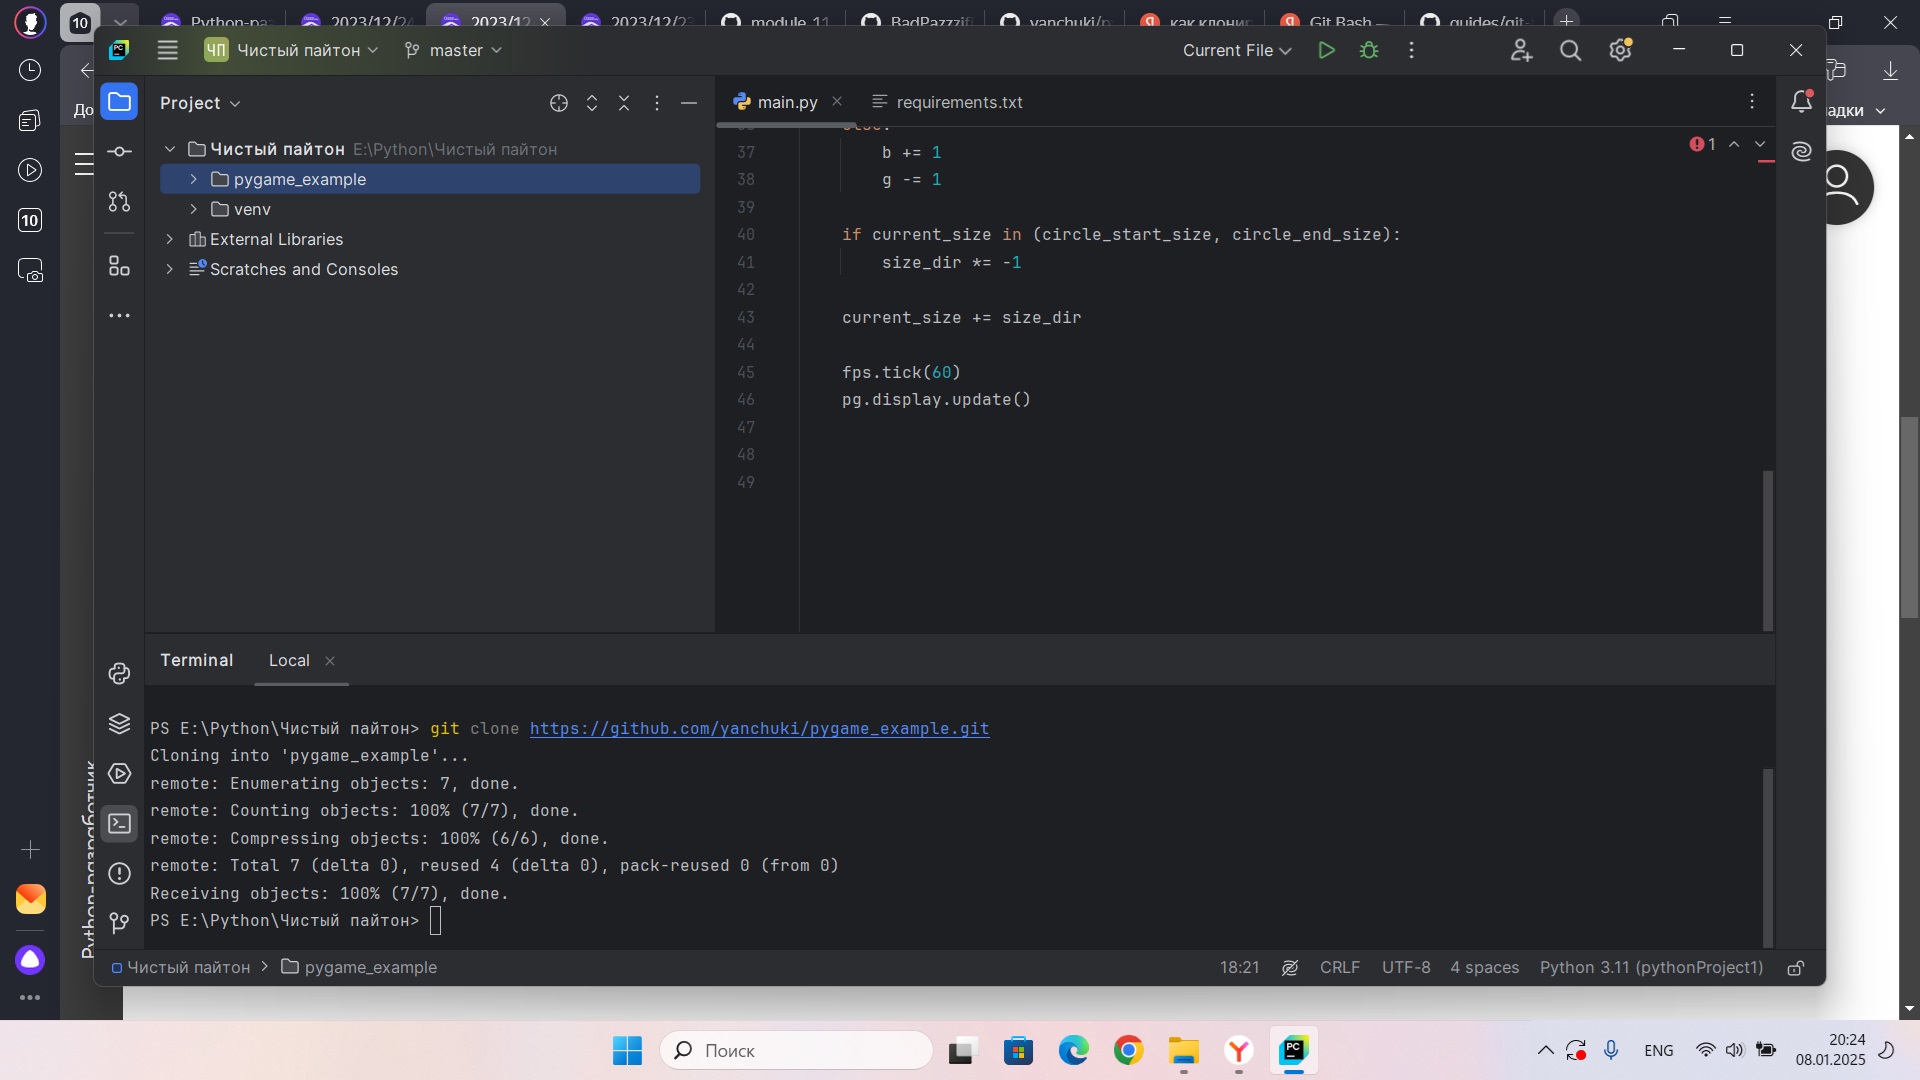 10
Python-ра
2023/12/24
2023/12
2023/12/23
module_11
BadPazzzif
yanchuki/p
как клонир
Git Bash —
guides/git-
ЧП Чистый пайтон
master
Current File
До
адки
Project
main.py
requirements.txt
Чистый пайтон E:\Python\Чистый пайтон
pygame_example
venv
External Libraries
Scratches and Consoles
10
else:
1
37 b += 1
38 g -= 1
39
40 if current_size in (circle_start_size, circle_end_size):
41 size_dir *= -1
42
43 current_size += size_dir
44
45 fps.tick(60)
46 pg.display.update()
47
48
49
Terminal Local
PS E:\Python\Чистый пайтон> git clone https://github.com/yanchuki/pygame_example.git
Cloning into 'pygame_example'...
remote: Enumerating objects: 7, done.
remote: Counting objects: 100% (7/7), done.
remote: Compressing objects: 100% (6/6), done.
remote: Total 7 (delta 0), reused 4 (delta 0), pack-reused 0 (from 0)
Receiving objects: 100% (7/7), done.
PS E:\Python\Чистый пайтон>
Python-разработчик
Чистый пайтон > pygame_example
18:21 CRLF UTF-8 4 spaces Python 3.11 (pythonProject1)
Поиск
ENG
20:24
08.01.2025